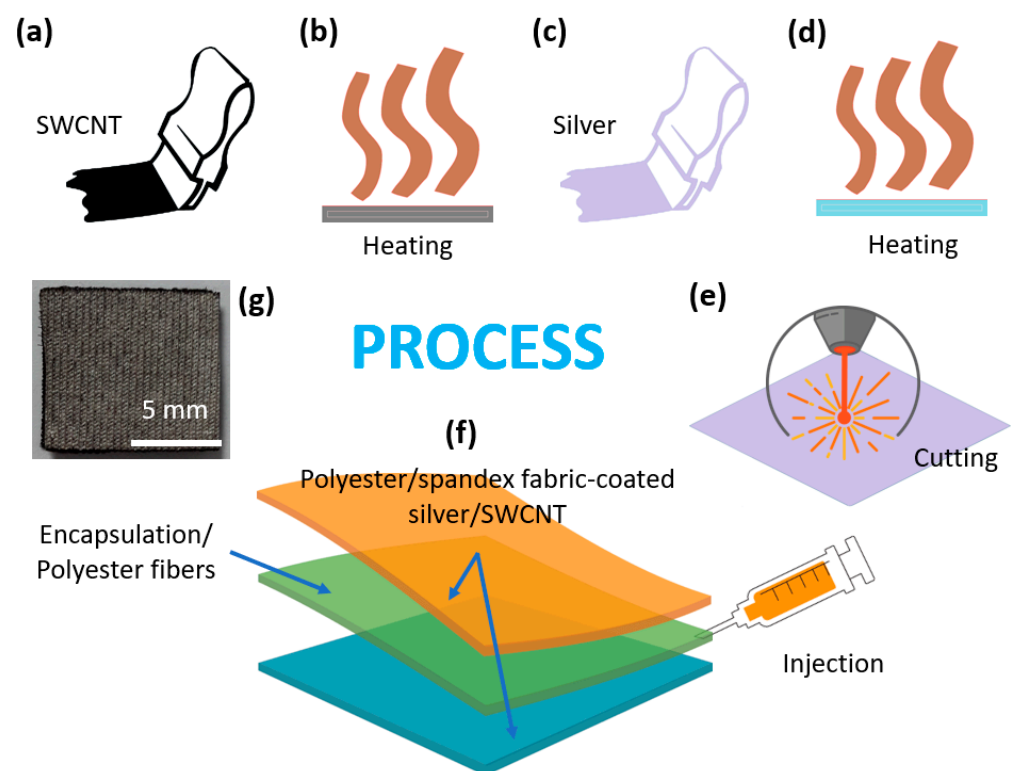 (a)
SWCNT
(b)
Heating
(c)
Silver
(d)
Heating
(g)
5 mm
PROCESS
(e)
Cutting
(f)
Polyester/spandex fabric-coated
silver/SWCNT
Encapsulation/
Polyester fibers
Injection